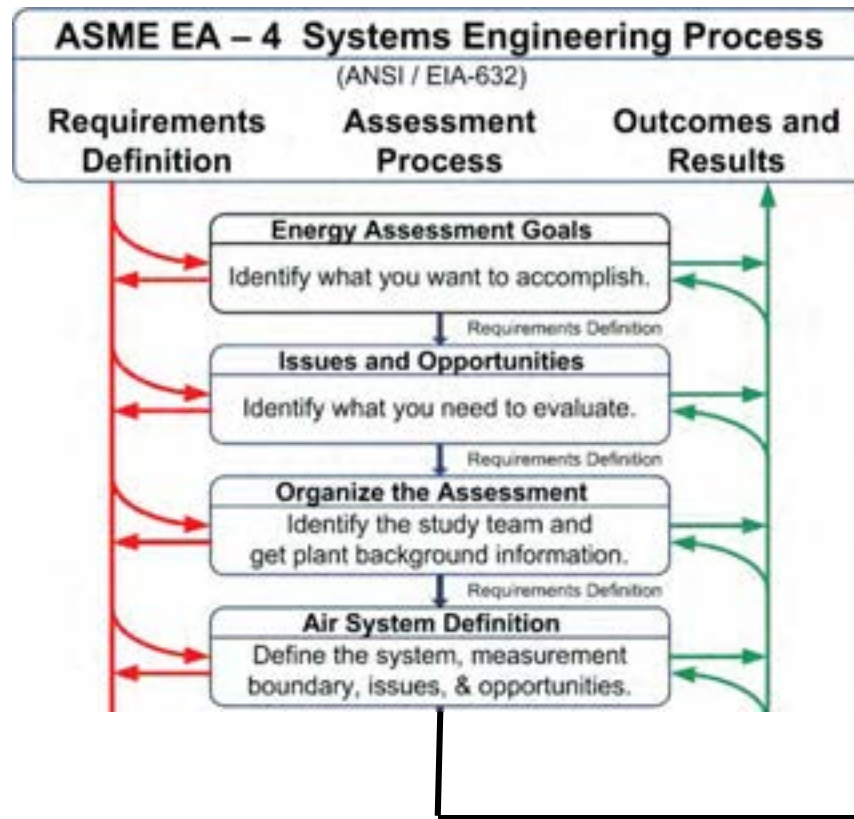 ASME EA – 4 Systems Engineering Process
(ANSI / EIA-632)
Requirements Definition
Assessment Process
Outcomes and Results
Energy Assessment Goals
Identify what you want to accomplish.
Requirements Definition
Issues and Opportunities
Identify what you need to evaluate.
Requirements Definition
Organize the Assessment
Identify the study team and
get plant background information.
Requirements Definition
Air System Definition
Define the system, measurement
boundary, issues, & opportunities.